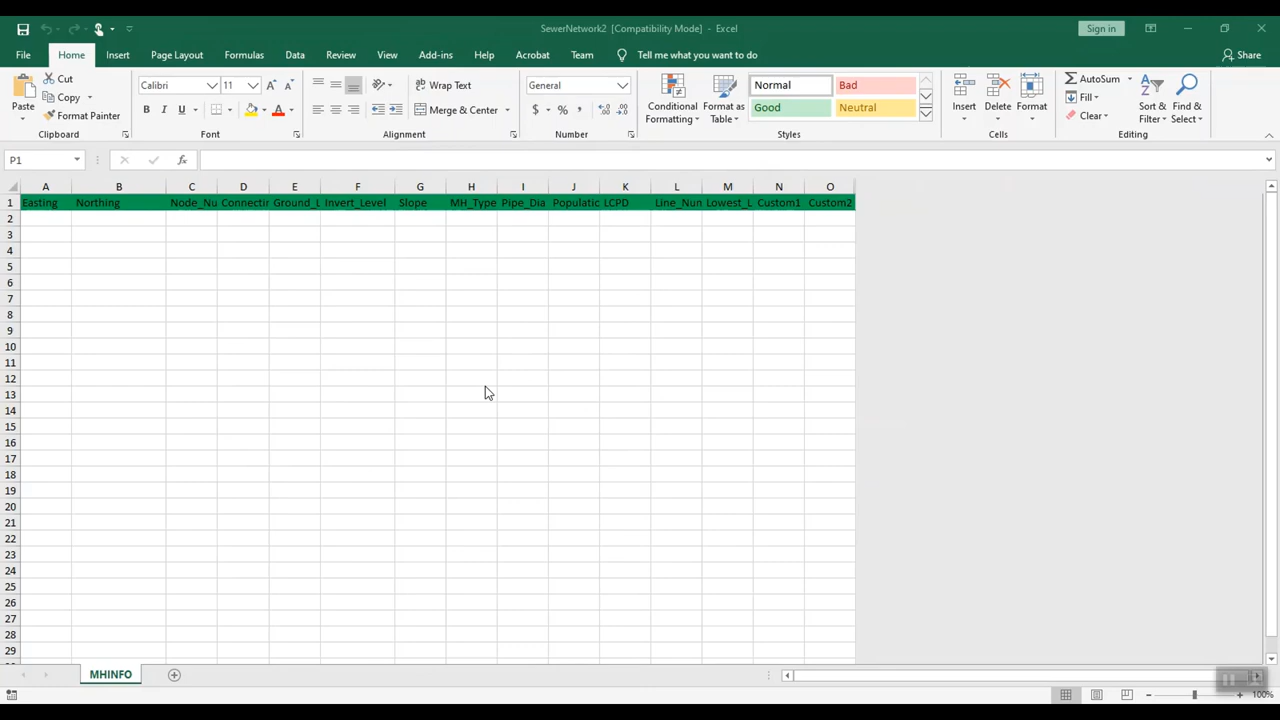 SewerNetwork2 [Compatibility Mode] - Excel
Sign in
File Home Insert Page Layout Formulas Data Review View Add-ins Help Acrobat Team Tell me what you want to do Share
Cut
Copy
Format Painter
Paste
Clipboard
Calibri 11
B I U
Font
Wrap Text
Merge & Center
Alignment
General
$ % ,
Number
Conditional Formatting
Format as Table
Normal Bad
Good Neutral
Styles
Insert Delete Format
Cells
AutoSum
Fill
Clear
Sort & Filter
Find & Select
Editing
P1 fx
A B C D E F G H I J K L M N O
1 Easting Northing Node_Nu Connectin Ground_L Invert_Level Slope MH_Type Pipe_Dia Populatic LCPD Line_Nun Lowest_L Custom1 Custom2
2
3
4
5
6
7
8
9
10
11
12
13
14
15
16
17
18
19
20
21
22
23
24
25
26
27
28
29
MHINFO
100%